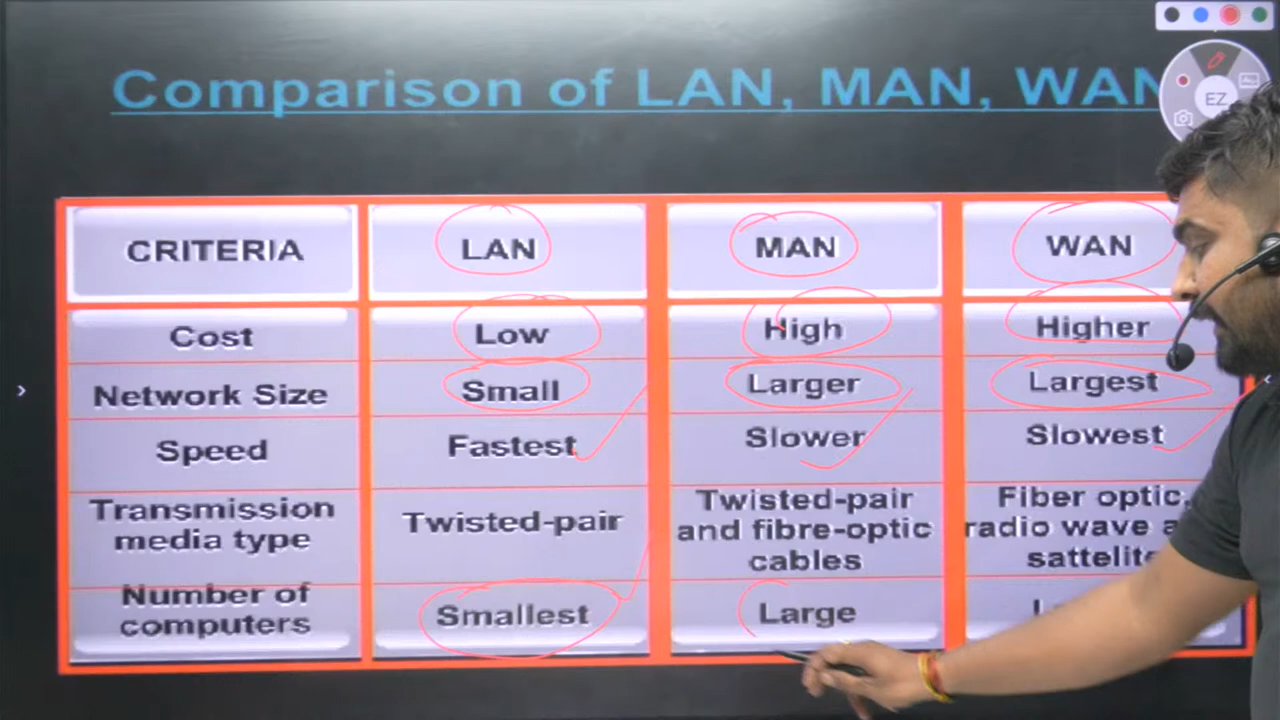 Comparison of LAN, MAN, WAN
EZ
CRITERIA LAN MAN WAN
Cost Low High Higher
Network Size Small Larger Largest
Speed Fastest Slower Slowest
Transmission media type Twisted-pair Twisted-pair and fibre-optic cables Fiber optic, radio wave sattelite
Number of computers Smallest Large